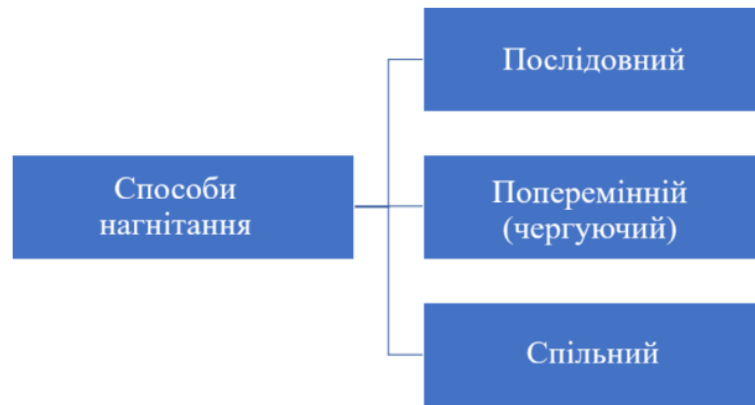 Послідовний
Способи
нагнітання
Поперемінній
(чергуючий)
Спільний